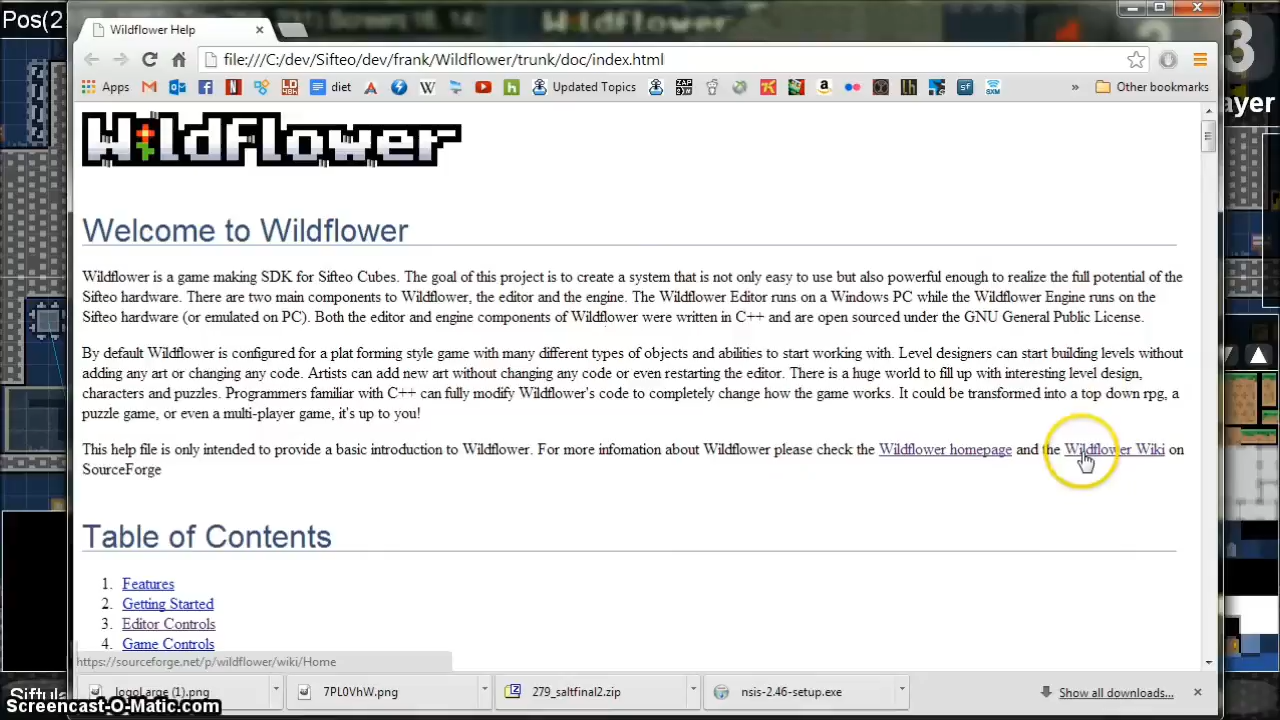 Pos(2
Wildflower
Wildflower Help
3
ayer
file:///C:/dev/Sifteo/dev/frank/Wildflower/trunk/doc/index.html
Apps
diet
Updated Topics
» Other bookmarks
Wildflower
Welcome to Wildflower
Wildflower is a game making SDK for Sifteo Cubes. The goal of this project is to create a system that is not only easy to use but also powerful enough to realize the full potential of the
Sifteo hardware. There are two main components to Wildflower, the editor and the engine. The Wildflower Editor runs on a Windows PC while the Wildflower Engine runs on the
Sifteo hardware (or emulated on PC). Both the editor and engine components of Wildflower were written in C++ and are open sourced under the GNU General Public License.
By default Wildflower is configured for a plat forming style game with many different types of objects and abilities to start working with. Level designers can start building levels without
adding any art or changing any code. Artists can add new art without changing any code or even restarting the editor. There is a huge world to fill up with interesting level design,
characters and puzzles. Programmers familiar with C++ can fully modify Wildflower's code to completely change how the game works. It could be transformed into a top down rpg, a
puzzle game, or even a multi-player game, it's up to you!
This help file is only intended to provide a basic introduction to Wildflower. For more infomation about Wildflower please check the Wildflower homepage and the Wildflower Wiki on
SourceForge
Table of Contents
1. Features
2. Getting Started
3. Editor Controls
4. Game Controls
https://sourceforge.net/p/wildflower/wiki/Home
logoLarge (1).png
7PL0VhW.png
279_saltfinal2.zip
nsis-2.46-setup.exe
Show all downloads...
Siftul
Screencast-O-Matic.com